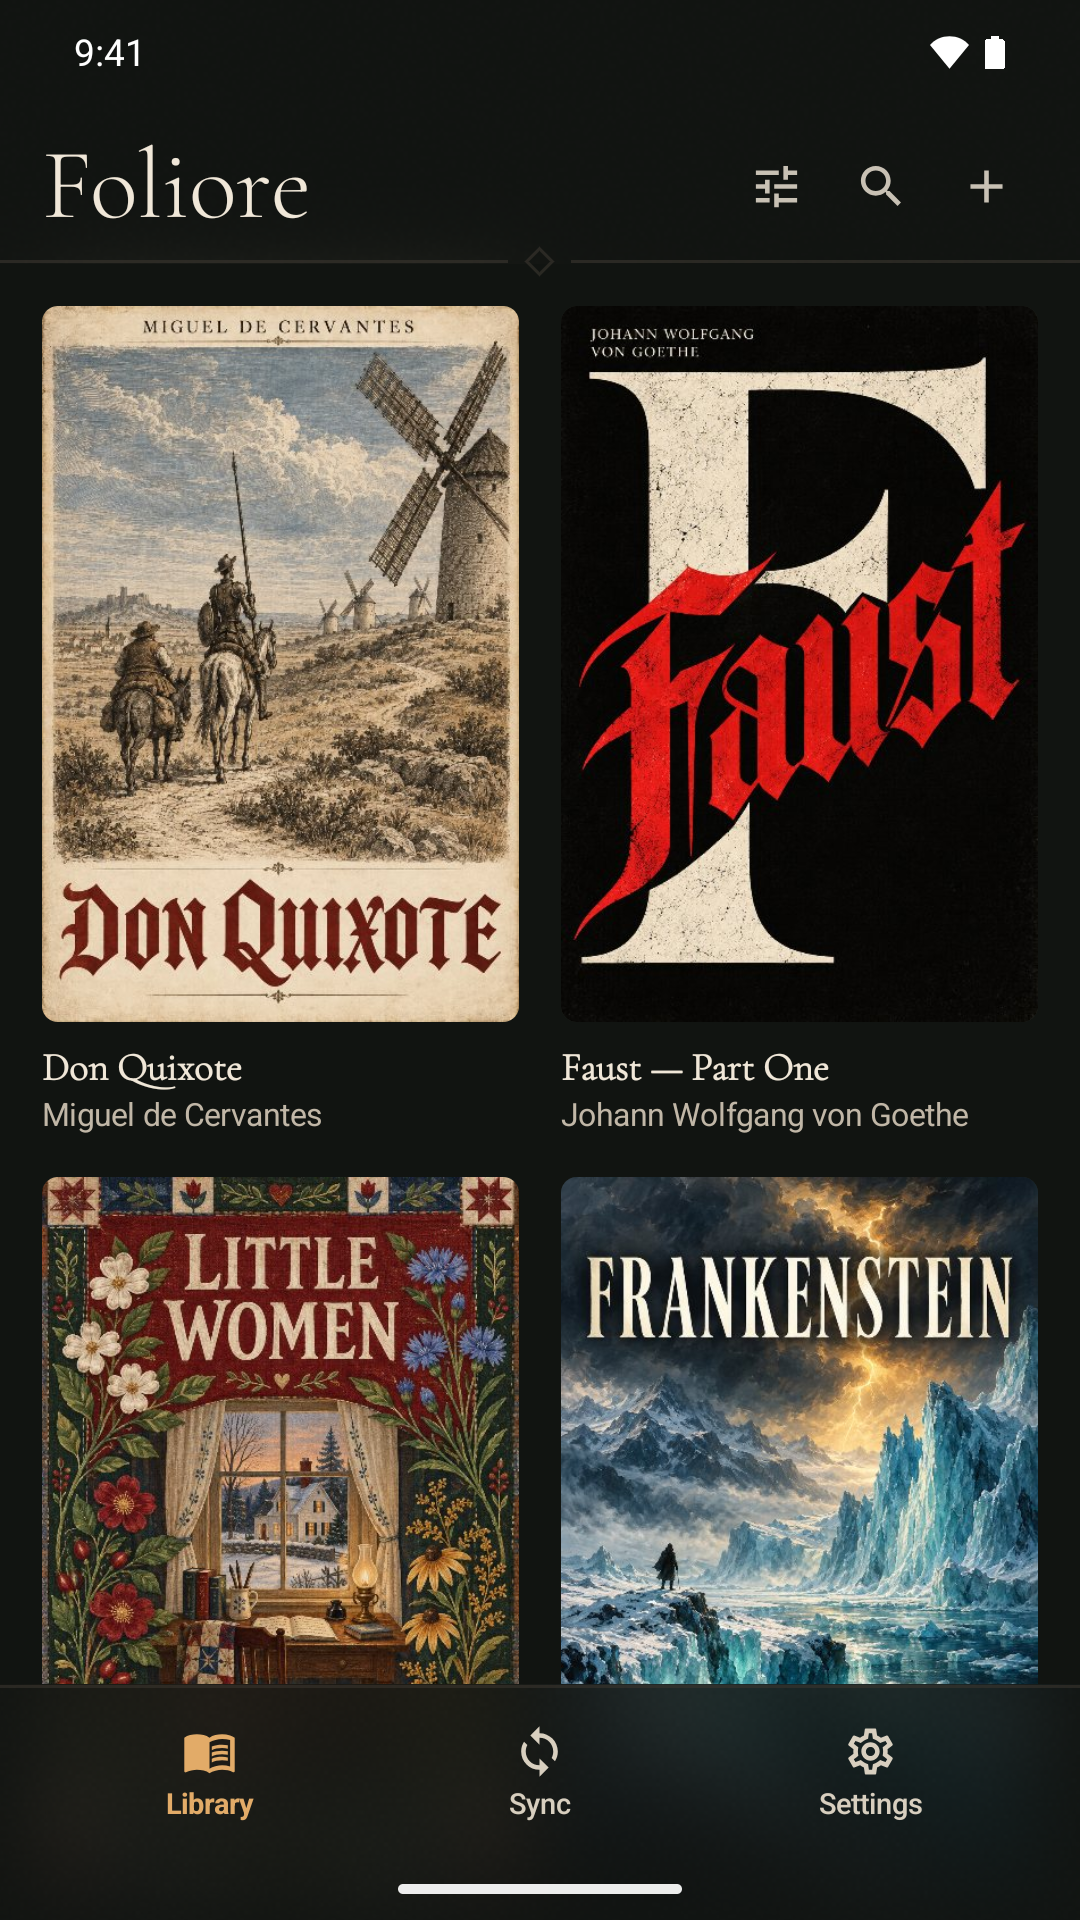 9:41
Foliore
MIGUEL DE CERVANTES
DON QUIXOTE
JOHANN WOLFGANG
VON GOETHE
F
Faust
Don Quixote
Miguel de Cervantes
Faust — Part One
Johann Wolfgang von Goethe
LITTLE
WOMEN
FRANKENSTEIN
Library
Sync
Settings